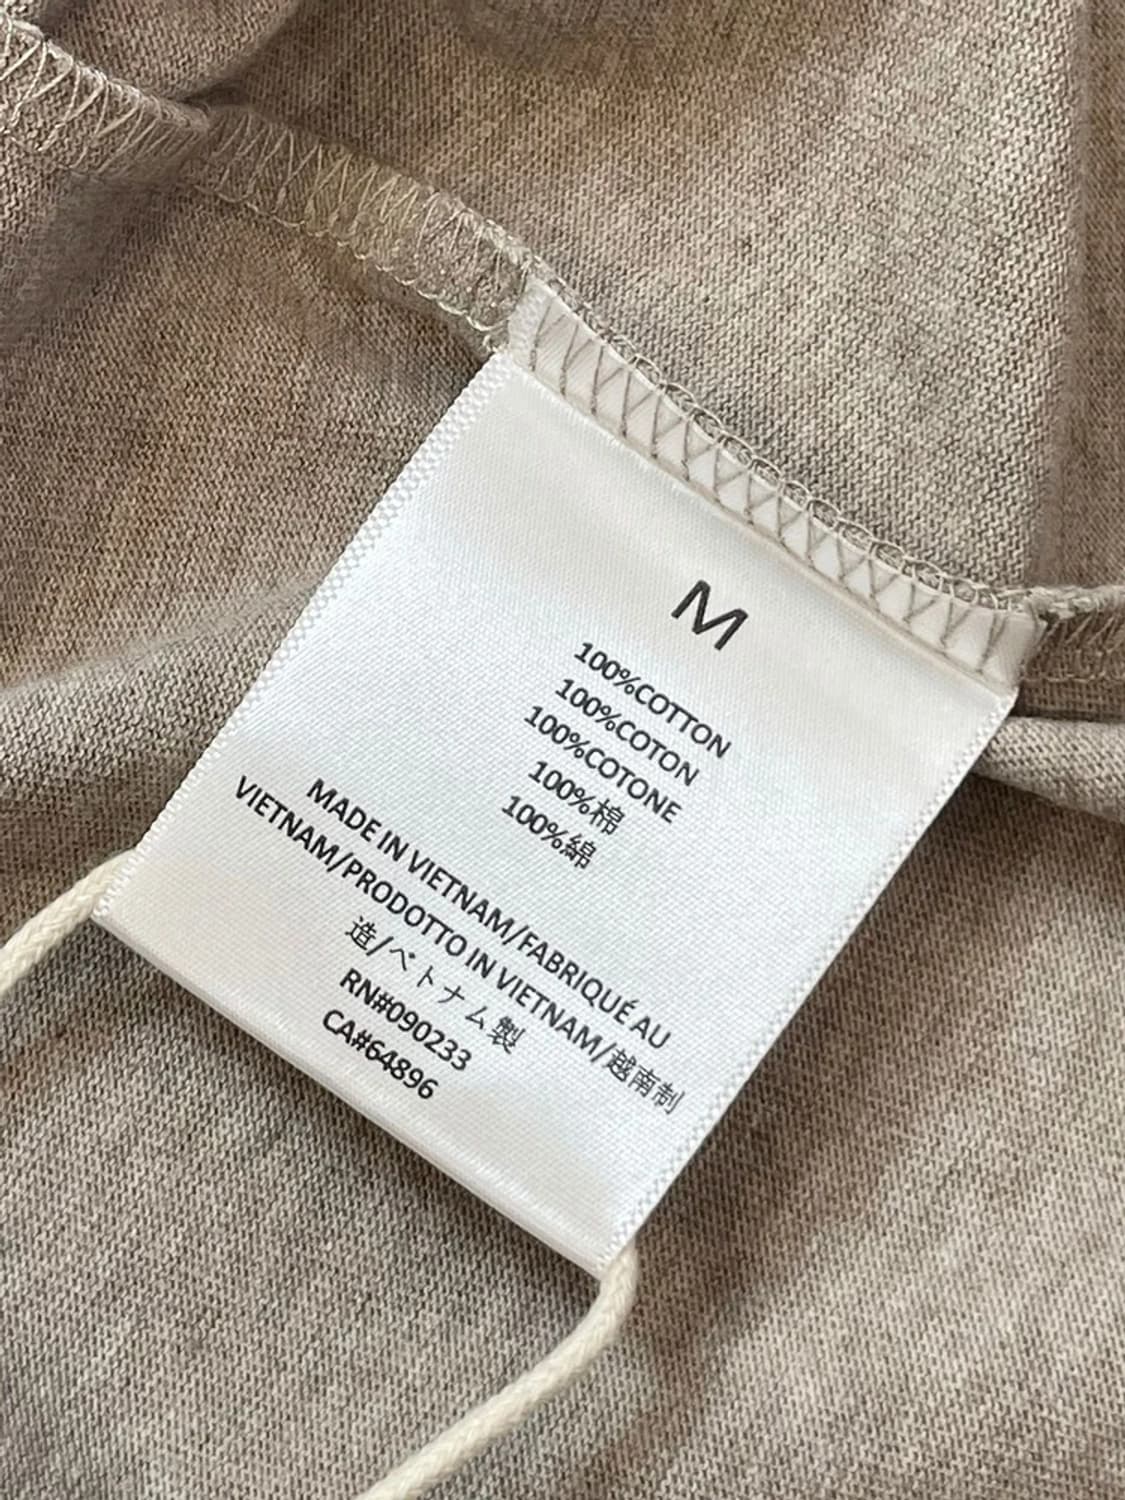 M
100%COTTON
100%COTON
100%COTONE
100%棉
100%綿
MADE IN VIETNAM/FABRIQUÉ AU
VIETNAM/PRODOTTO IN VIETNAM/越南制
造/ベトナム製
RN#090233
CA#64896